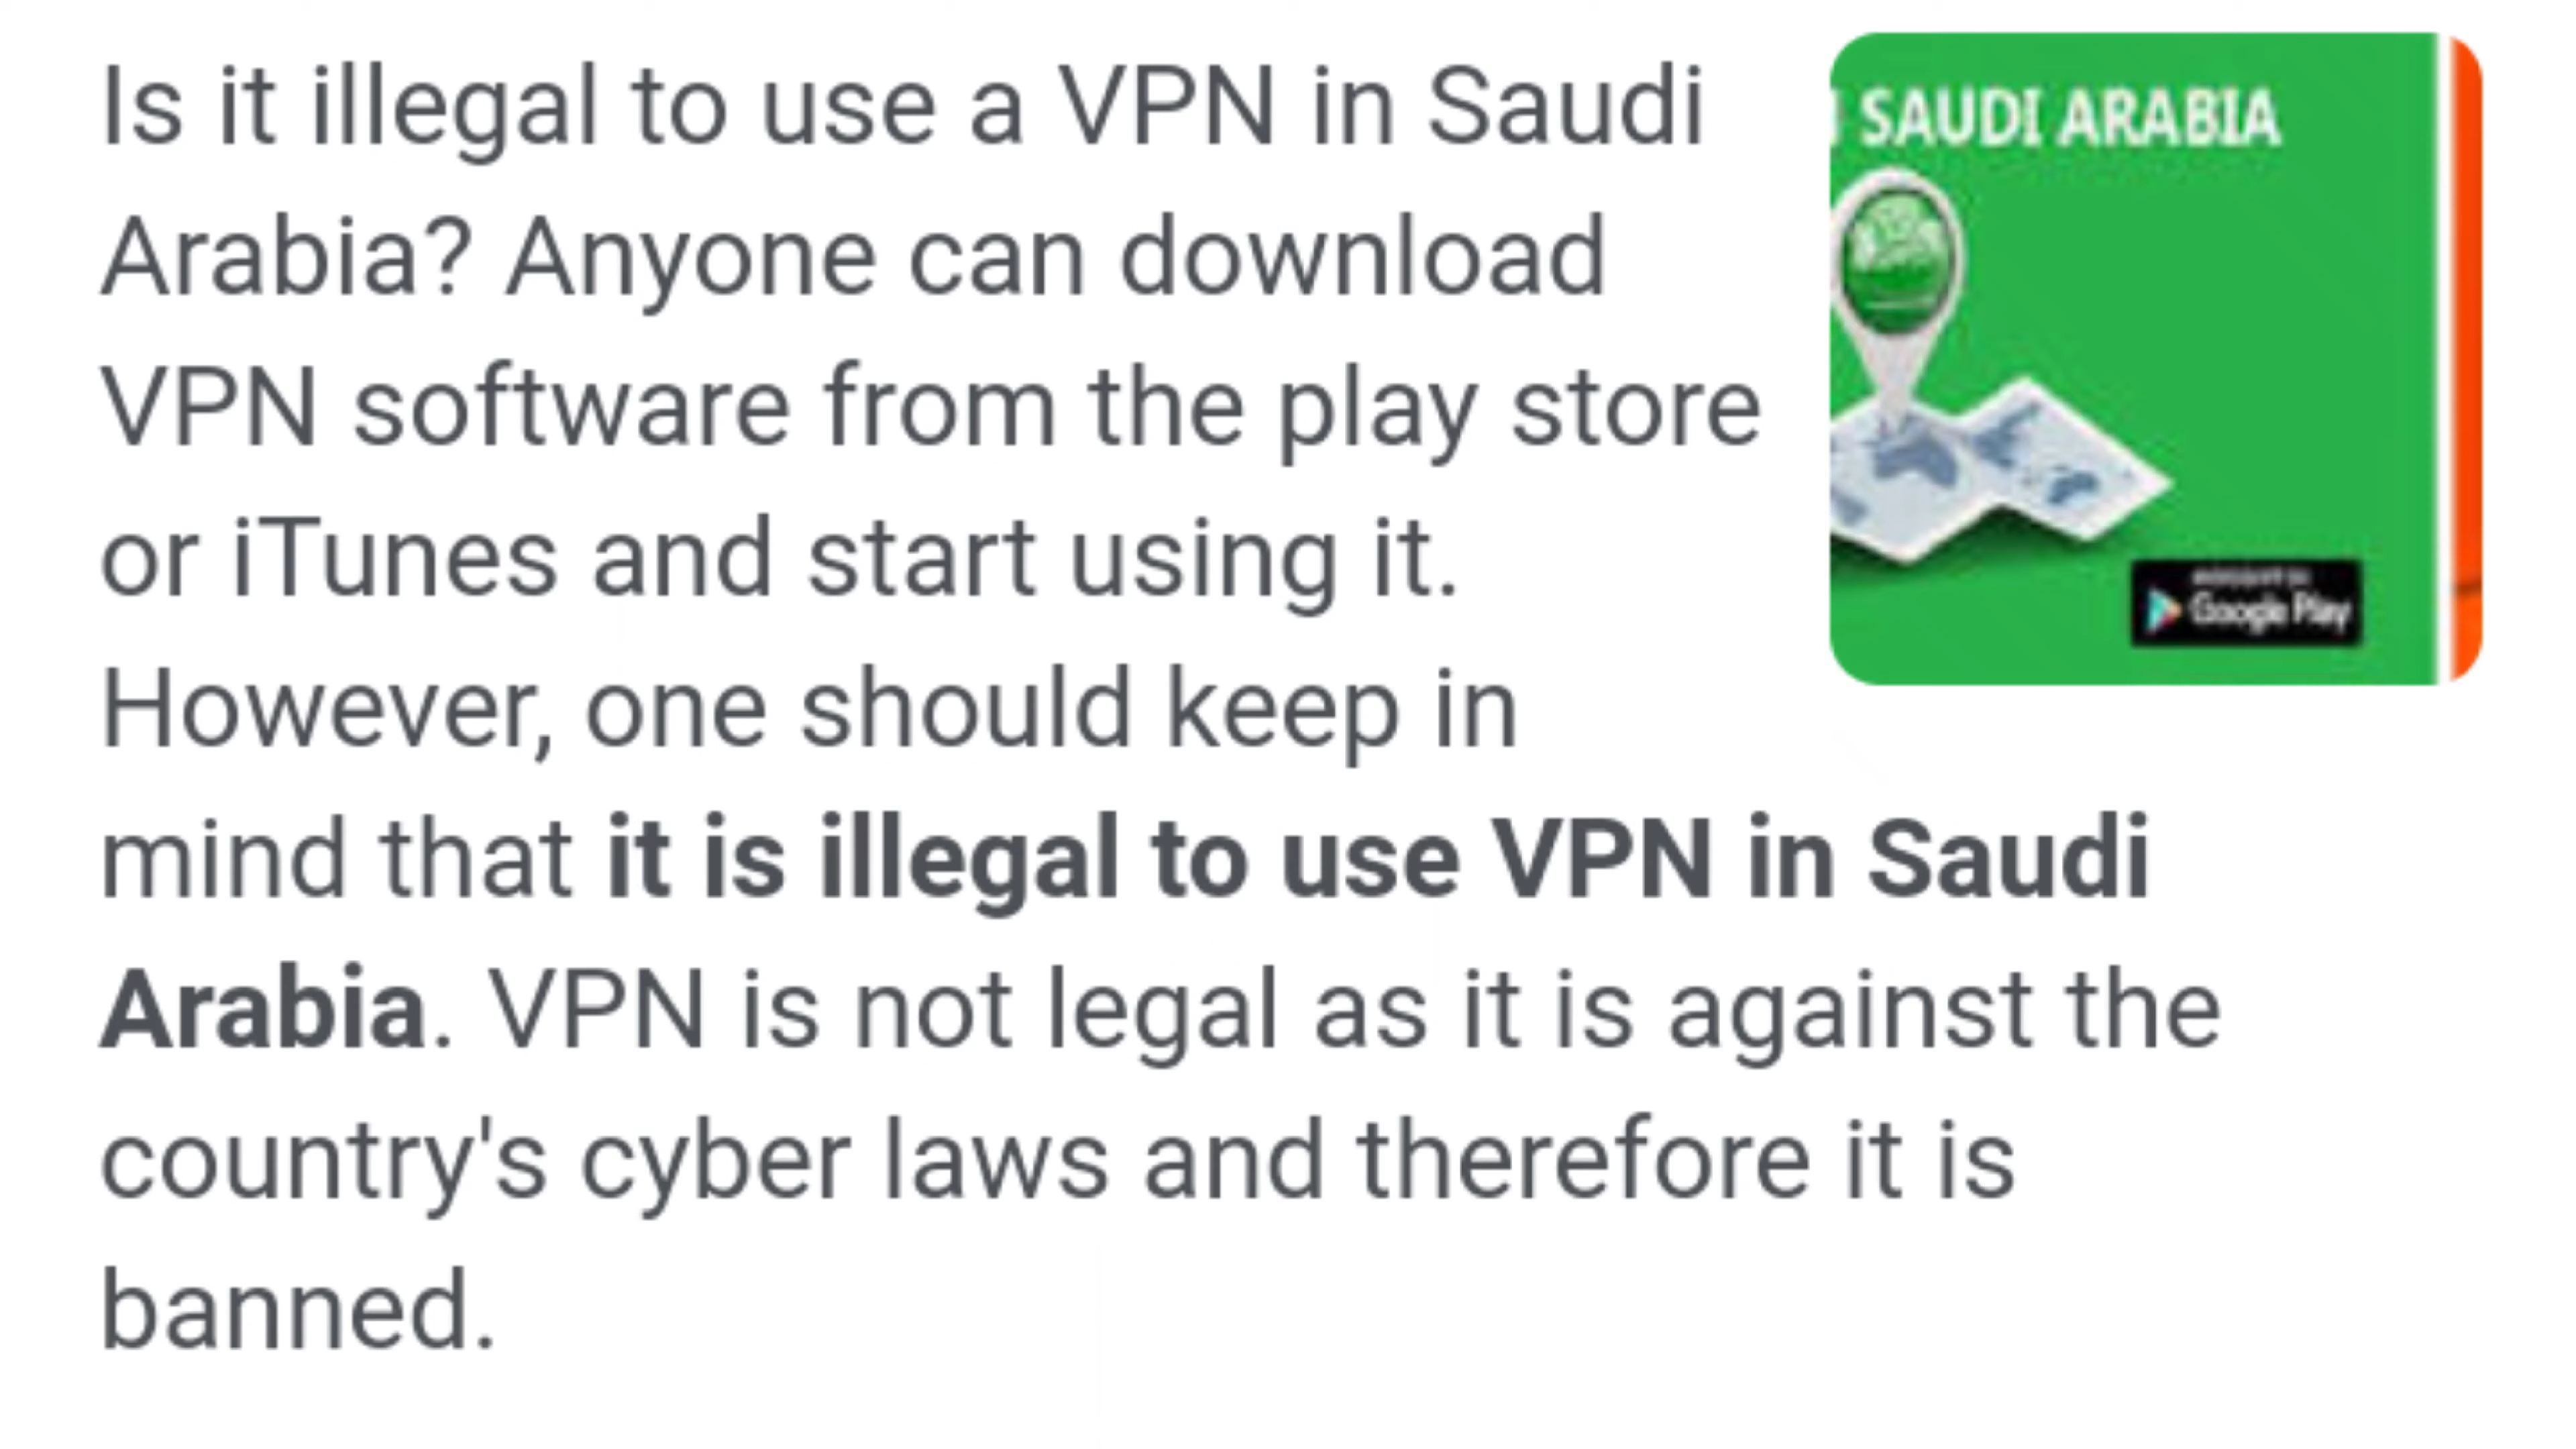 Is it illegal to use a VPN in Saudi
Arabia? Anyone can download
VPN software from the play store
or iTunes and start using it.
However, one should keep in
mind that it is illegal to use VPN in Saudi
Arabia. VPN is not legal as it is against the
country's cyber laws and therefore it is
banned.
SAUDI ARABIA
Google Play